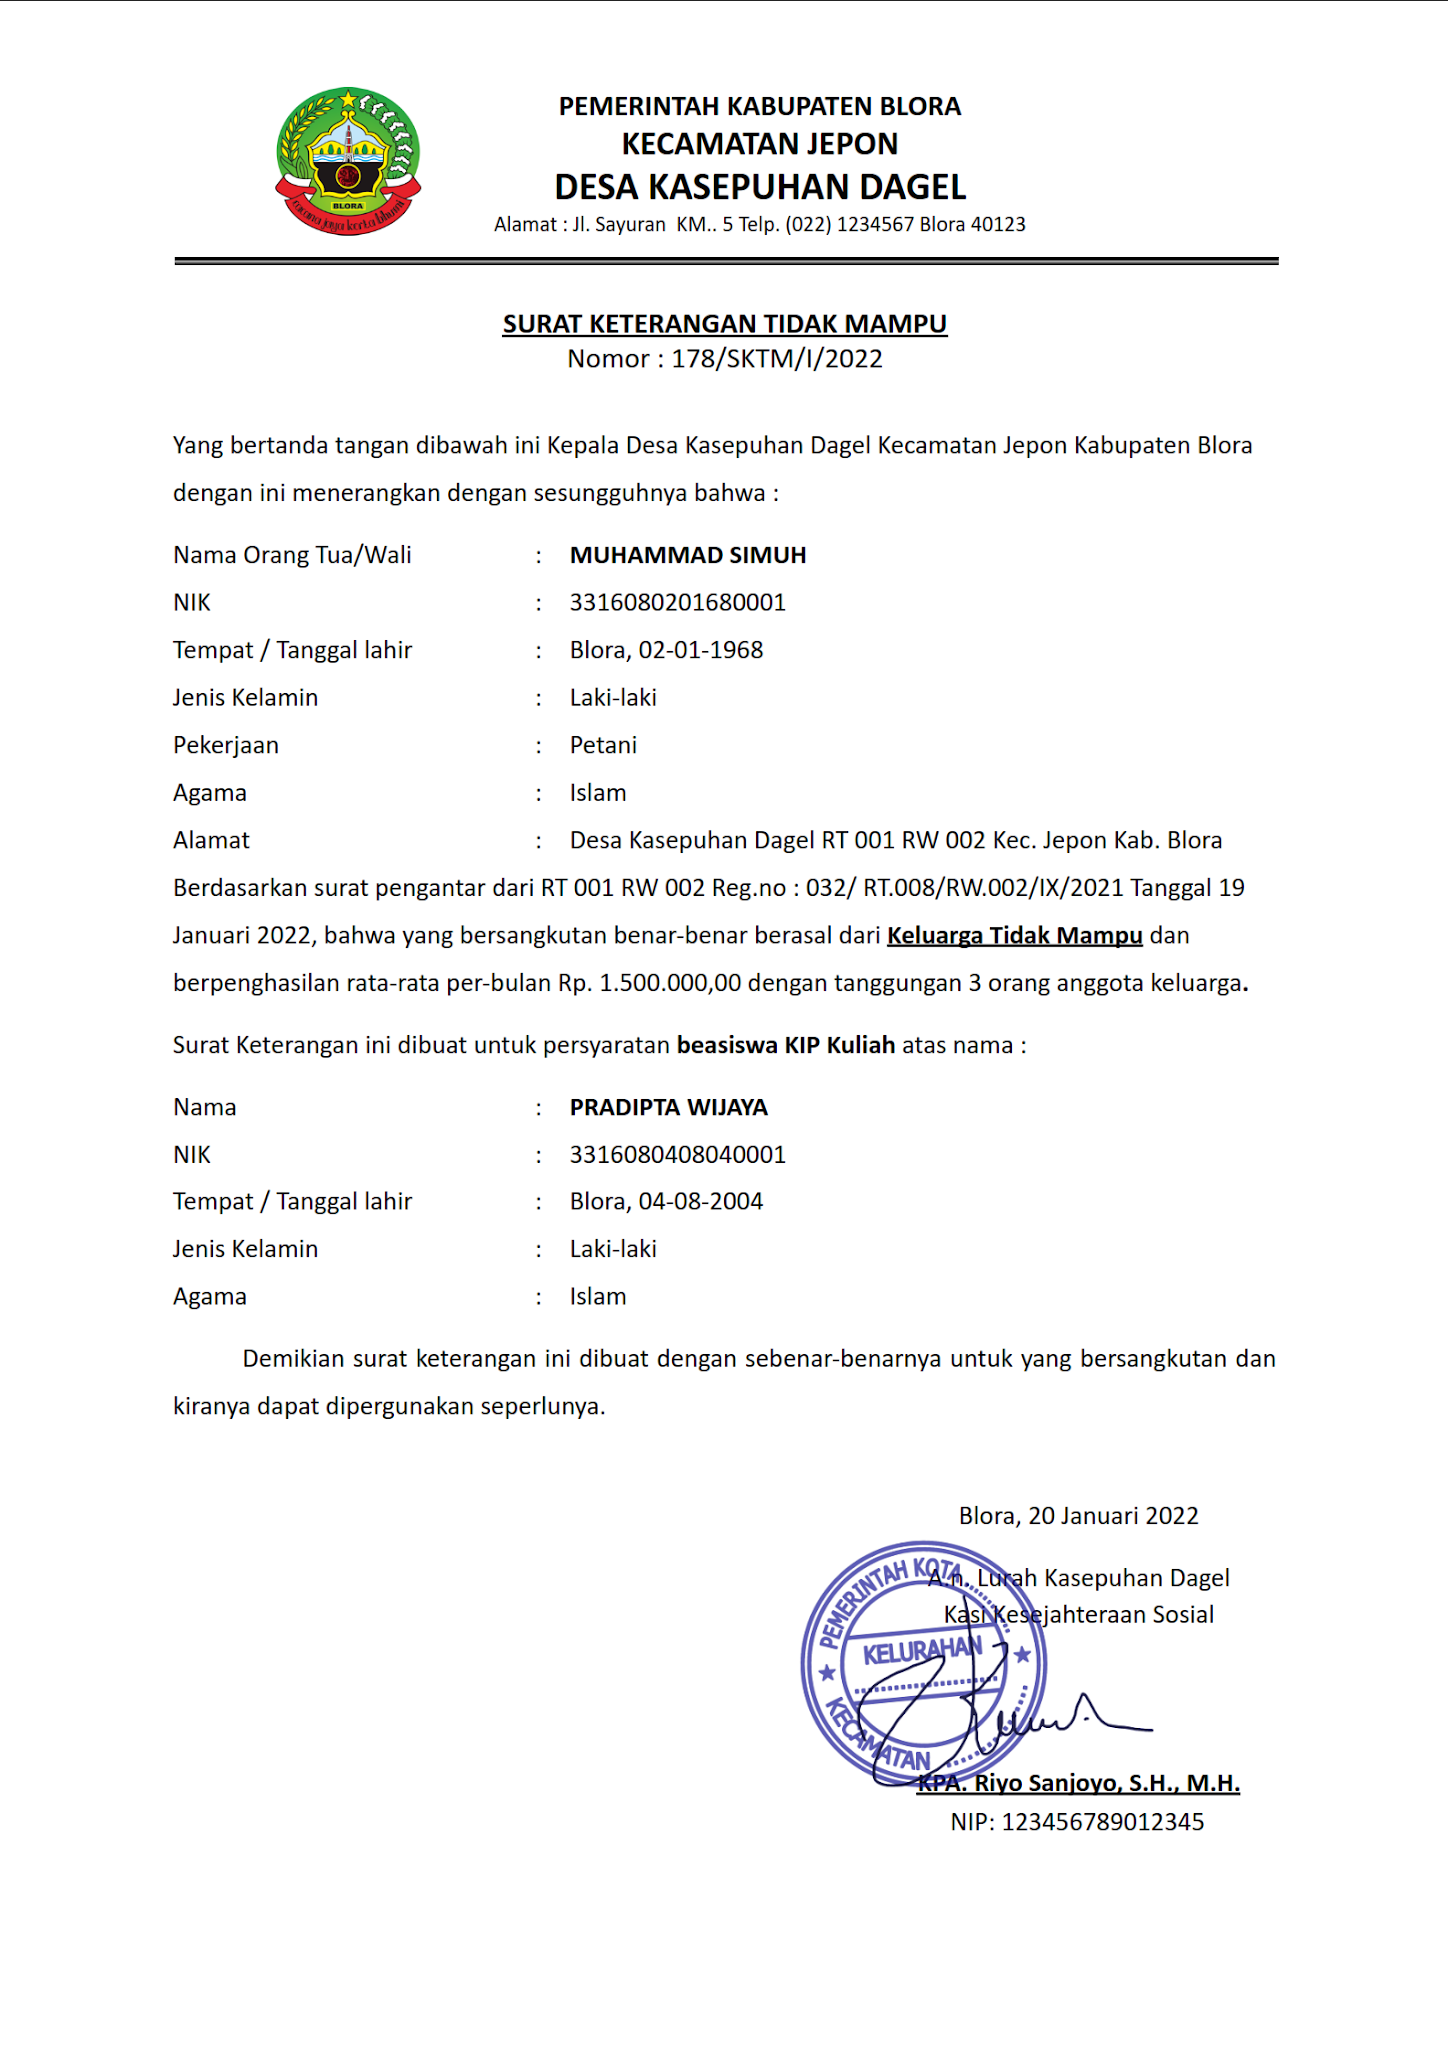 PEMERINTAH KABUPATEN BLORA
KECAMATAN JEPON
DESA KASEPUHAN DAGEL
Alamat : Jl. Sayuran  KM.. 5 Telp. (022) 1234567 Blora 40123
BLORA
SURAT KETERANGAN TIDAK MAMPU
Nomor : 178/SKTM/I/2022
Yang bertanda tangan dibawah ini Kepala Desa Kasepuhan Dagel Kecamatan Jepon Kabupaten Blora
dengan ini menerangkan dengan sesungguhnya bahwa :
Nama Orang Tua/Wali : MUHAMMAD SIMUH
NIK : 3316080201680001
Tempat / Tanggal lahir : Blora, 02-01-1968
Jenis Kelamin : Laki-laki
Pekerjaan : Petani
Agama : Islam
Alamat : Desa Kasepuhan Dagel RT 001 RW 002 Kec. Jepon Kab. Blora
Berdasarkan surat pengantar dari RT 001 RW 002 Reg.no : 032/ RT.008/RW.002/IX/2021 Tanggal 19
Januari 2022, bahwa yang bersangkutan benar-benar berasal dari Keluarga Tidak Mampu dan
berpenghasilan rata-rata per-bulan Rp. 1.500.000,00 dengan tanggungan 3 orang anggota keluarga.
Surat Keterangan ini dibuat untuk persyaratan beasiswa KIP Kuliah atas nama :
Nama : PRADIPTA WIJAYA
NIK : 3316080408040001
Tempat / Tanggal lahir : Blora, 04-08-2004
Jenis Kelamin : Laki-laki
Agama : Islam
Demikian surat keterangan ini dibuat dengan sebenar-benarnya untuk yang bersangkutan dan
kiranya dapat dipergunakan seperlunya.
Blora, 20 Januari 2022
A.n. Lurah Kasepuhan Dagel
Kasi Kesejahteraan Sosial
PEMERINTAH KOTA ..........
KELURAHAN
....................
KECAMATAN ..........
KPA. Riyo Sanjoyo, S.H., M.H.
NIP: 123456789012345